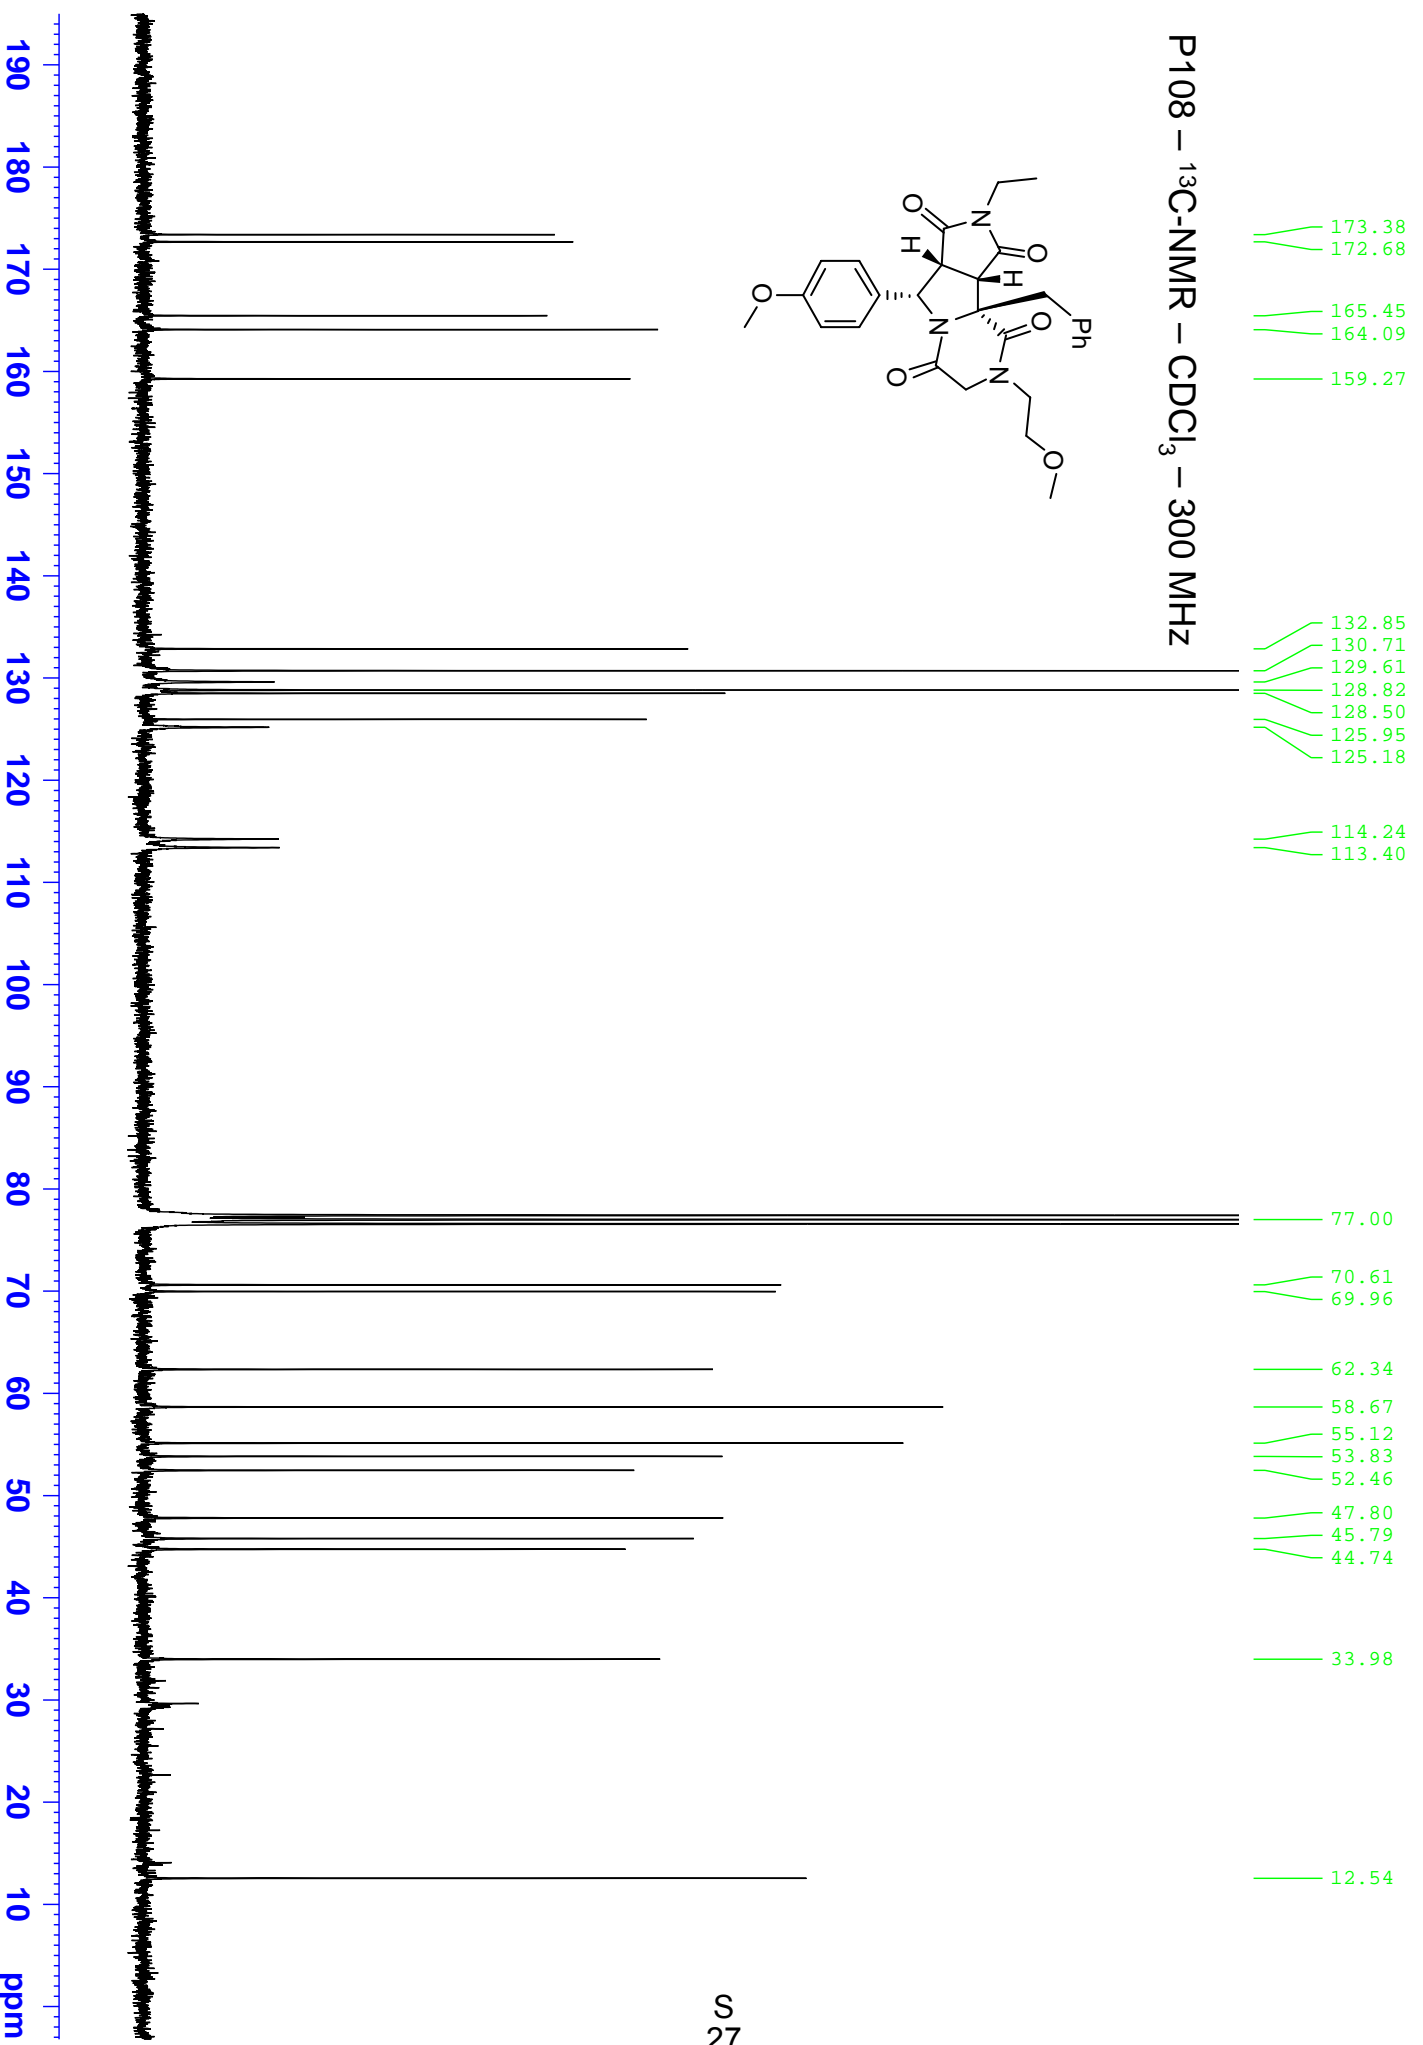 P108 – ¹³C-NMR – CDCl₃ – 300 MHz
173.38
172.68
165.45
164.09
159.27
132.85
130.71
129.61
128.82
128.50
125.95
125.18
114.24
113.40
77.00
70.61
69.96
62.34
58.67
55.12
53.83
52.46
47.80
45.79
44.74
33.98
12.54
Ph
O
O
N
N
O
H
H
N
O
O
O
190 180 170 160 150 140 130 120 110 100 90 80 70 60 50 40 30 20 10 ppm
S
27